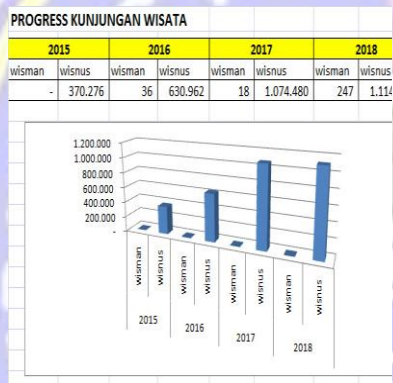 PROGRESS KUNJUNGAN WISATA
2015 2016 2017 2018
wisman wisnus wisman wisnus wisman wisnus wisman wisnus
- 370.276 36 630.962 18 1.074.480 247 1.114
1.200.000
1.000.000
800.000
600.000
400.000
200.000
-
wisman wisnus wisman wisnus wisman wisnus wisman wisnus
2015 2016 2017 2018